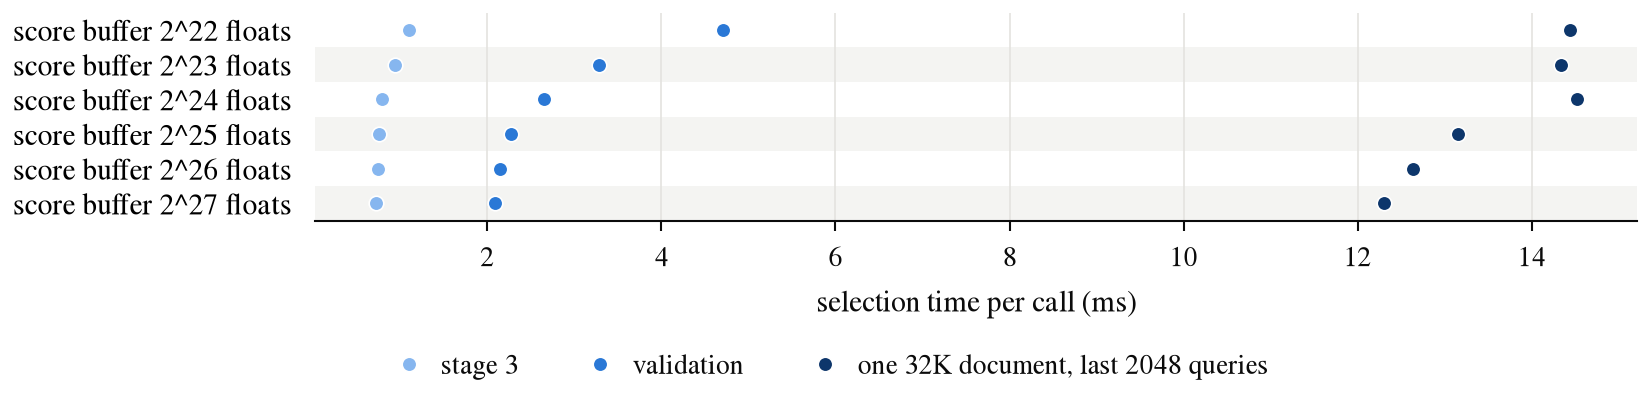 score buffer 2^22 floats
score buffer 2^23 floats
score buffer 2^24 floats
score buffer 2^25 floats
score buffer 2^26 floats
score buffer 2^27 floats
2 4 6 8 10 12 14
selection time per call (ms)
stage 3 validation one 32K document, last 2048 queries